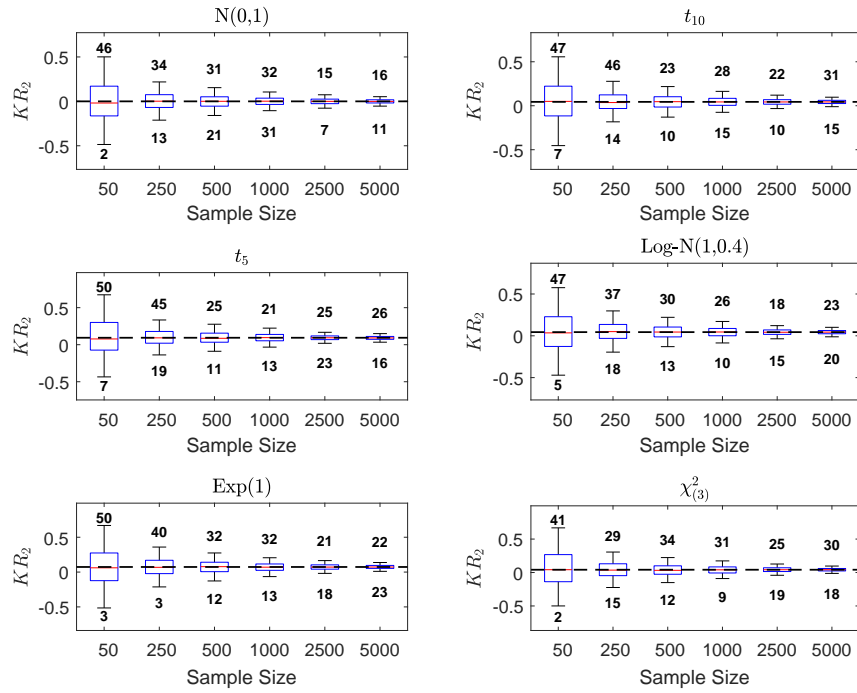 N(0,1)
KR₂
0.5
0
-0.5
46 34 31 32 15 16
2 13 21 31 7 11
50 250 500 1000 2500 5000
Sample Size
t₁₀
KR₂
0.5
0
-0.5
47 46 23 28 22 31
7 14 10 15 10 15
50 250 500 1000 2500 5000
Sample Size
t₅
KR₂
0.5
0
-0.5
50 45 25 21 25 26
7 19 11 13 23 16
50 250 500 1000 2500 5000
Sample Size
Log-N(1,0.4)
KR₂
0.5
0
-0.5
47 37 30 26 18 23
5 18 13 10 15 20
50 250 500 1000 2500 5000
Sample Size
Exp(1)
KR₂
0.5
0
-0.5
50 40 32 32 21 22
3 3 12 13 18 23
50 250 500 1000 2500 5000
Sample Size
χ²₍₃₎
KR₂
0.5
0
-0.5
41 29 34 31 25 30
2 15 12 9 19 18
50 250 500 1000 2500 5000
Sample Size